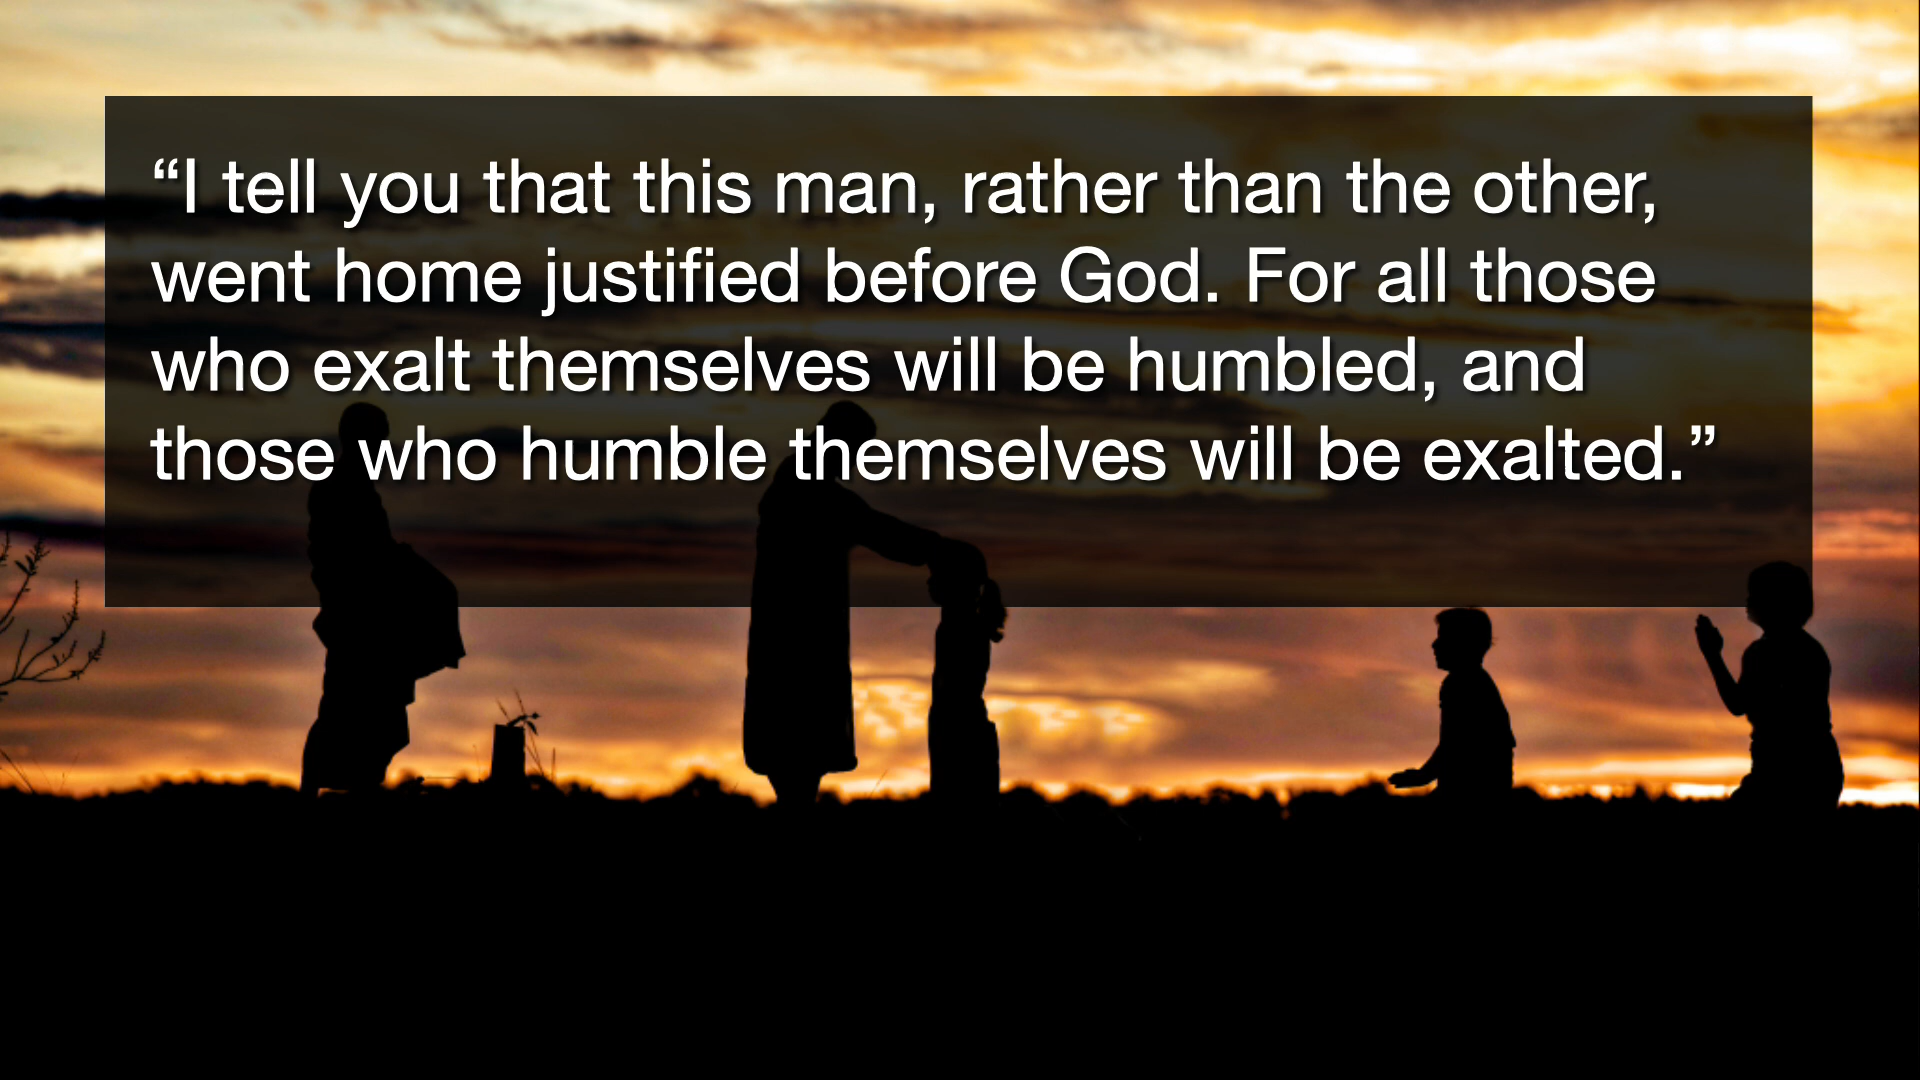 “I tell you that this man, rather than the other,
went home justified before God. For all those
who exalt themselves will be humbled, and
those who humble themselves will be exalted.”